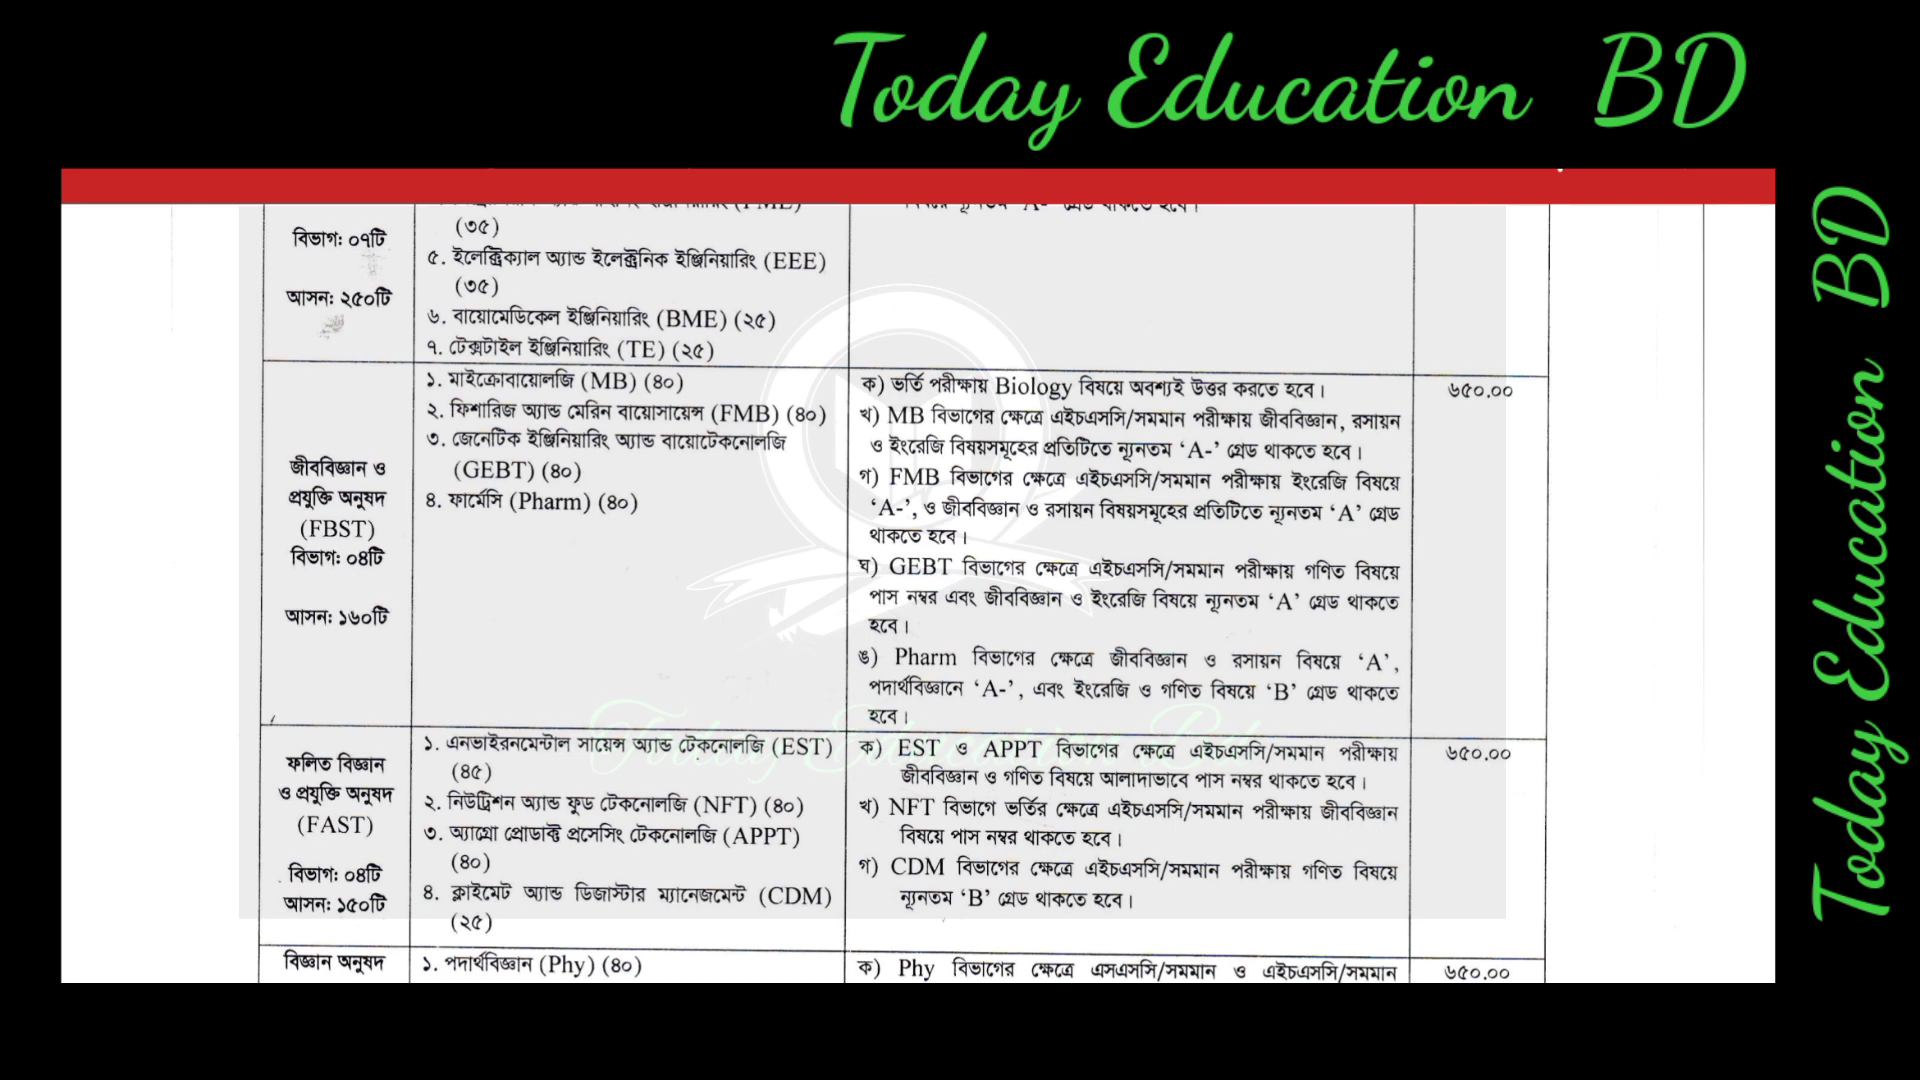 Today Education BD
Today Education BD
বিভাগঃ ০৭টি
আসনঃ ২৫০টি
(৩৫)
৫. ইলেক্ট্রিক্যাল অ্যান্ড ইলেক্ট্রনিক ইঞ্জিনিয়ারিং (EEE)
(৩৫)
৬. বায়োমেডিকেল ইঞ্জিনিয়ারিং (BME) (২৫)
৭. টেক্সটাইল ইঞ্জিনিয়ারিং (TE) (২৫)
জীববিজ্ঞান ও
প্রযুক্তি অনুষদ
(FBST)
বিভাগঃ ০৪টি
আসনঃ ১৬০টি
১. মাইক্রোবায়োলজি (MB) (৪০)
২. ফিশারিজ অ্যান্ড মেরিন বায়োসায়েন্স (FMB) (৪০)
৩. জেনেটিক ইঞ্জিনিয়ারিং অ্যান্ড বায়োটেকনোলজি
(GEBT) (৪০)
৪. ফার্মেসি (Pharm) (৪০)
ক) ভর্তি পরীক্ষায় Biology বিষয়ে অবশ্যই উত্তর করতে হবে।
খ) MB বিভাগের ক্ষেত্রে এইচএসসি/সমমান পরীক্ষায় জীববিজ্ঞান, রসায়ন
ও ইংরেজি বিষয়সমূহের প্রতিটিতে ন্যূনতম ‘A-’ গ্রেড থাকতে হবে।
গ) FMB বিভাগের ক্ষেত্রে এইচএসসি/সমমান পরীক্ষায় ইংরেজি বিষয়ে
‘A-’, ও জীববিজ্ঞান ও রসায়ন বিষয়সমূহের প্রতিটিতে ন্যূনতম ‘A’ গ্রেড
থাকতে হবে।
ঘ) GEBT বিভাগের ক্ষেত্রে এইচএসসি/সমমান পরীক্ষায় গণিত বিষয়ে
পাস নম্বর এবং জীববিজ্ঞান ও ইংরেজি বিষয়ে ন্যূনতম ‘A’ গ্রেড থাকতে
হবে।
ঙ) Pharm বিভাগের ক্ষেত্রে জীববিজ্ঞান ও রসায়ন বিষয়ে ‘A’,
পদার্থবিজ্ঞানে ‘A-’, এবং ইংরেজি ও গণিত বিষয়ে ‘B’ গ্রেড থাকতে
হবে।
৬৫০.০০
ফলিত বিজ্ঞান
ও প্রযুক্তি অনুষদ
(FAST)
বিভাগঃ ০৪টি
আসনঃ ১৫০টি
১. এনভাইরনমেন্টাল সায়েন্স অ্যান্ড টেকনোলজি (EST)
(৪৫)
২. নিউট্রিশন অ্যান্ড ফুড টেকনোলজি (NFT) (৪০)
৩. অ্যাগ্রো প্রোডাক্ট প্রসেসিং টেকনোলজি (APPT)
(৪০)
৪. ক্লাইমেট অ্যান্ড ডিজাস্টার ম্যানেজমেন্ট (CDM)
(২৫)
ক) EST ও APPT বিভাগের ক্ষেত্রে এইচএসসি/সমমান পরীক্ষায়
জীববিজ্ঞান ও গণিত বিষয়ে আলাদাভাবে পাস নম্বর থাকতে হবে।
খ) NFT বিভাগে ভর্তির ক্ষেত্রে এইচএসসি/সমমান পরীক্ষায় জীববিজ্ঞান
বিষয়ে পাস নম্বর থাকতে হবে।
গ) CDM বিভাগের ক্ষেত্রে এইচএসসি/সমমান পরীক্ষায় গণিত বিষয়ে
ন্যূনতম ‘B’ গ্রেড থাকতে হবে।
৬৫০.০০
Today Education Bd
বিজ্ঞান অনুষদ
১. পদার্থবিজ্ঞান (Phy) (৪০)
ক) Phy বিভাগের ক্ষেত্রে এসএসসি/সমমান ও এইচএসসি/সমমান
৬৫০.০০